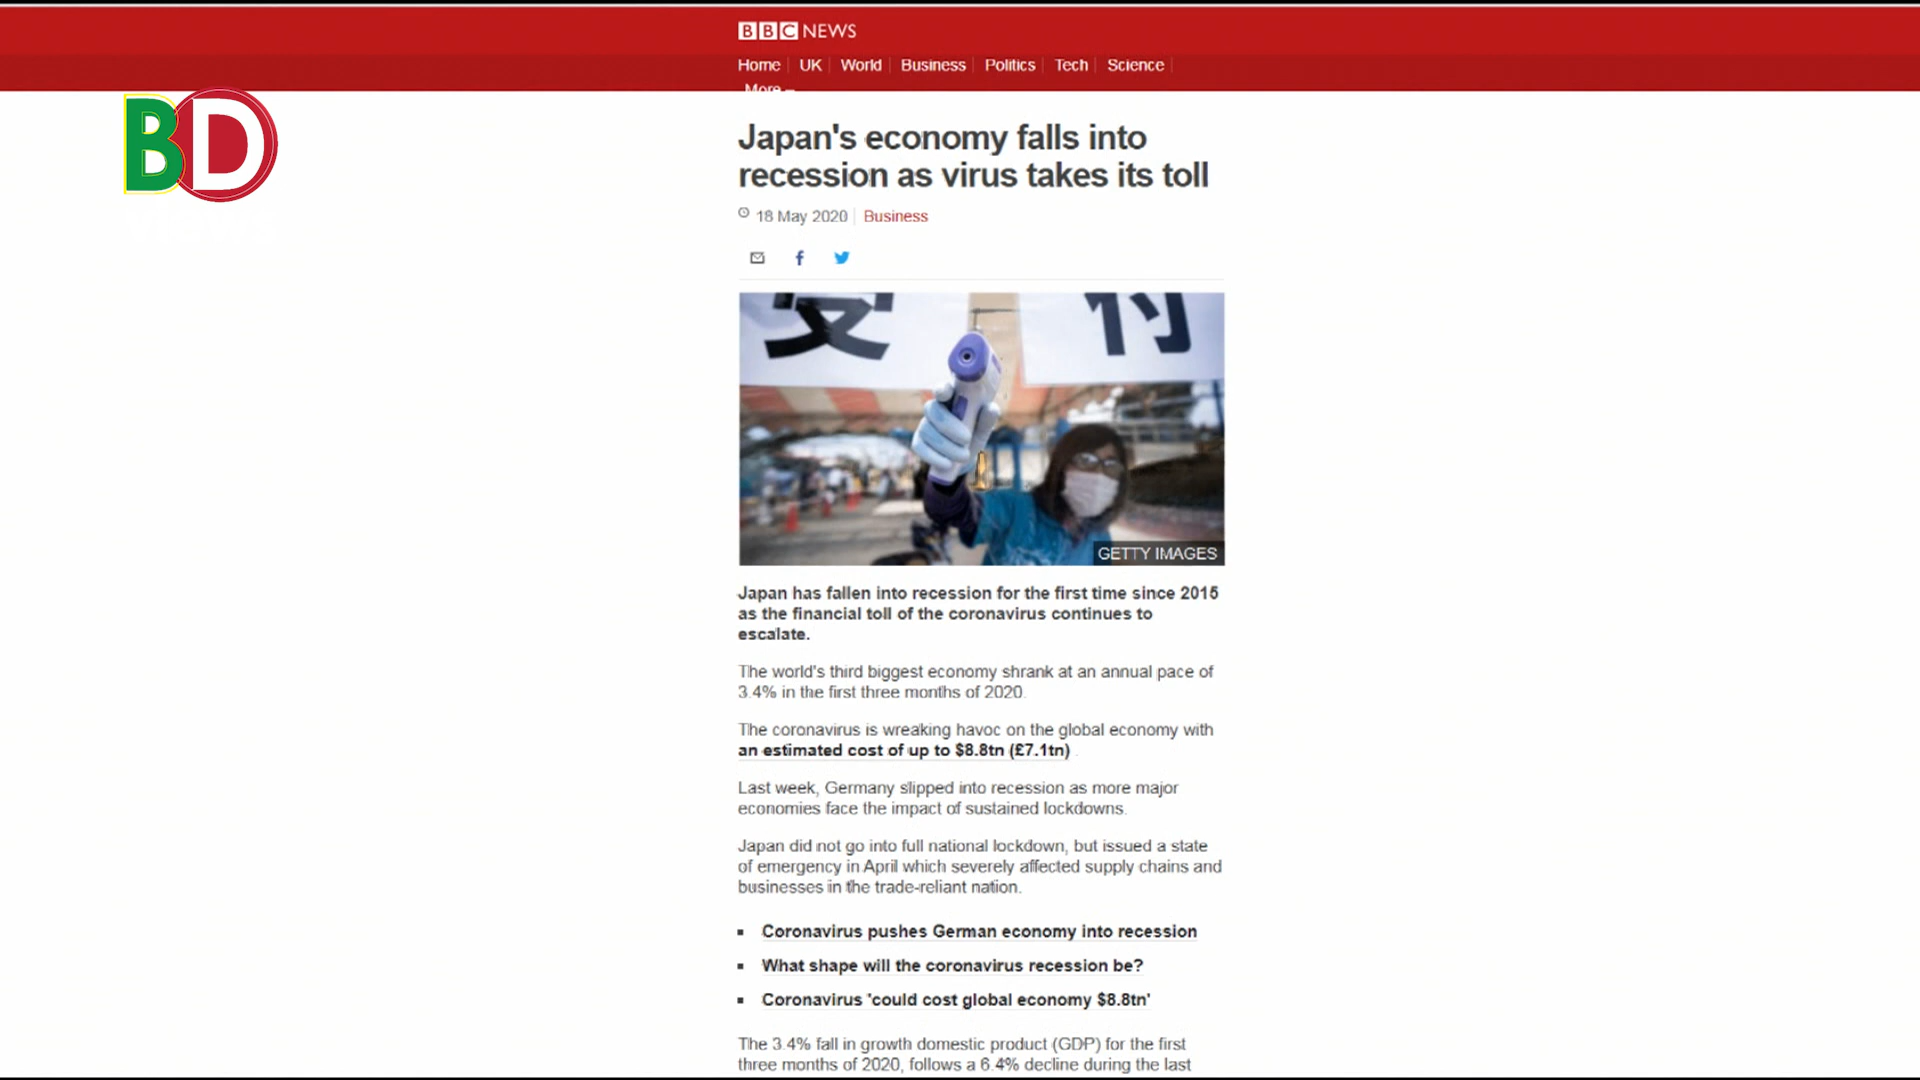 BBC NEWS
Home UK World Business Politics Tech Science
More
BD
VIEWS
Japan's economy falls into
recession as virus takes its toll
18 May 2020 Business
受 付
GETTY IMAGES
Japan has fallen into recession for the first time since 2015
as the financial toll of the coronavirus continues to
escalate.
The world's third biggest economy shrank at an annual pace of
3.4% in the first three months of 2020.
The coronavirus is wreaking havoc on the global economy with
an estimated cost of up to $8.8tn (£7.1tn)
Last week, Germany slipped into recession as more major
economies face the impact of sustained lockdowns.
Japan did not go into full national lockdown, but issued a state
of emergency in April which severely affected supply chains and
businesses in the trade-reliant nation.
Coronavirus pushes German economy into recession
What shape will the coronavirus recession be?
Coronavirus 'could cost global economy $8.8tn'
The 3.4% fall in growth domestic product (GDP) for the first
three months of 2020, follows a 6.4% decline during the last